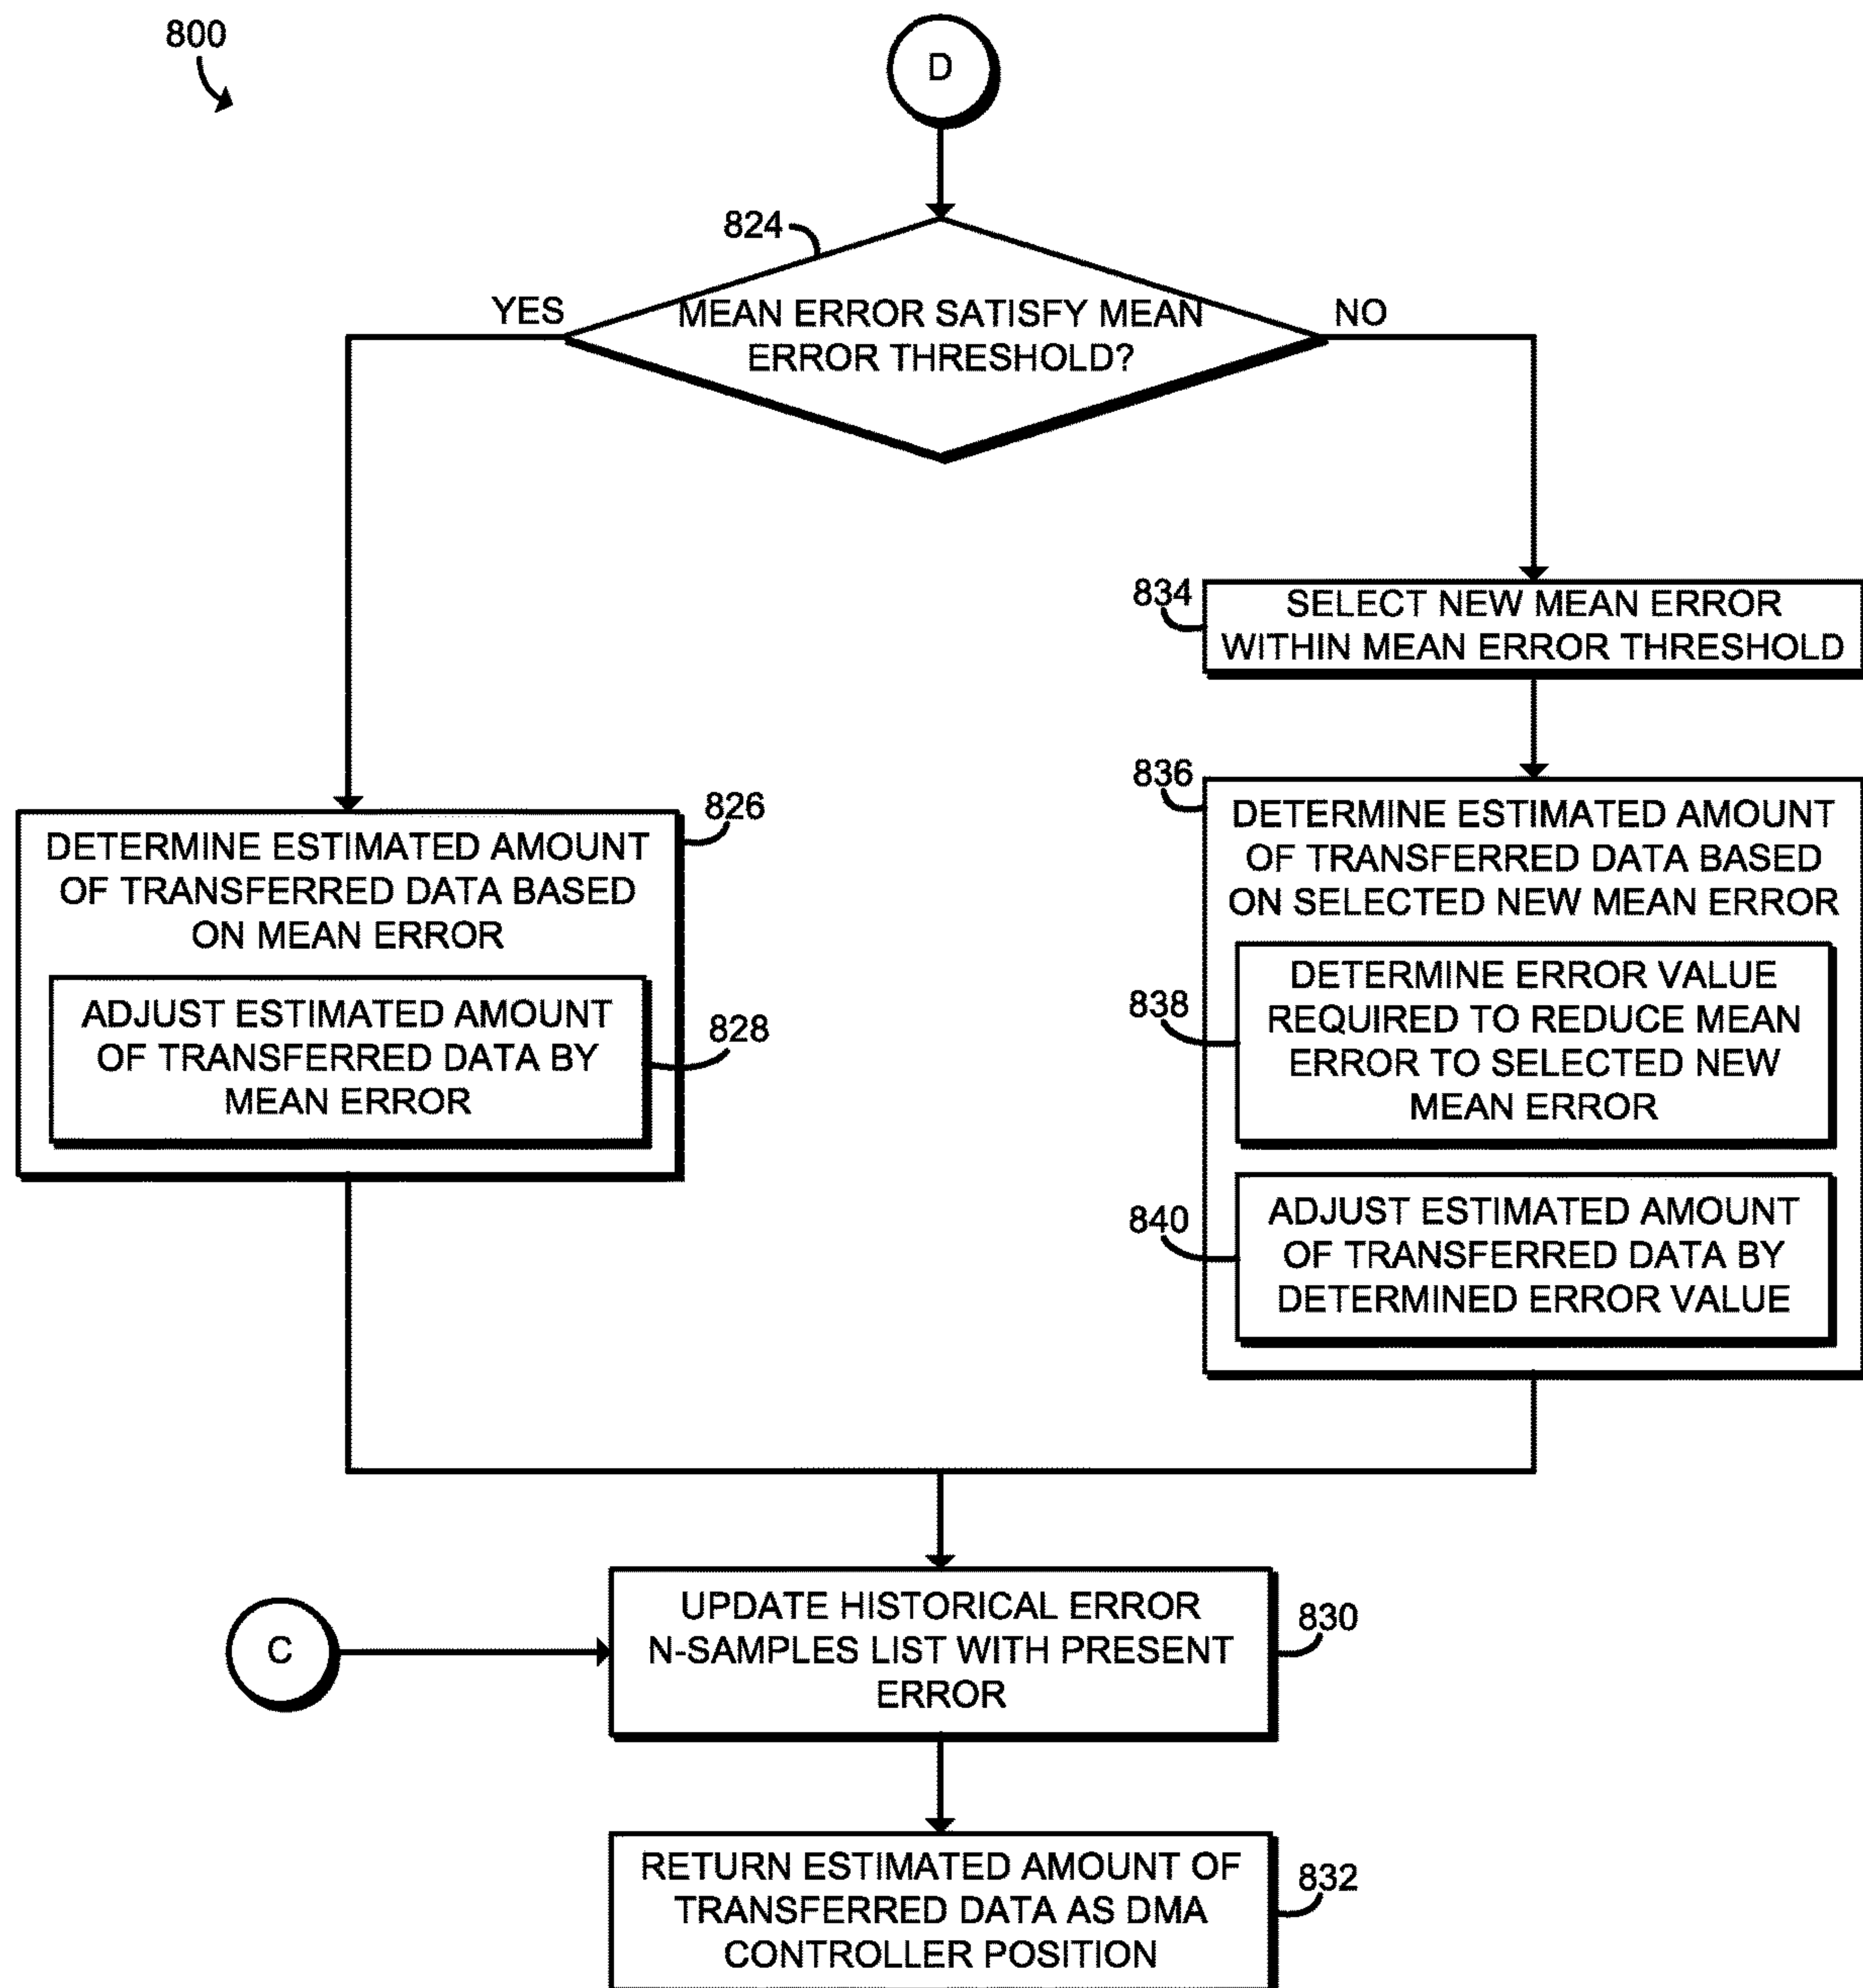 800
D
824
YES
MEAN ERROR SATISFY MEAN
ERROR THRESHOLD?
NO
834
SELECT NEW MEAN ERROR
WITHIN MEAN ERROR THRESHOLD
826
DETERMINE ESTIMATED AMOUNT
OF TRANSFERRED DATA BASED
ON MEAN ERROR
828
ADJUST ESTIMATED AMOUNT
OF TRANSFERRED DATA BY
MEAN ERROR
836
DETERMINE ESTIMATED AMOUNT
OF TRANSFERRED DATA BASED
ON SELECTED NEW MEAN ERROR
838
DETERMINE ERROR VALUE
REQUIRED TO REDUCE MEAN
ERROR TO SELECTED NEW
MEAN ERROR
840
ADJUST ESTIMATED AMOUNT
OF TRANSFERRED DATA BY
DETERMINED ERROR VALUE
C
UPDATE HISTORICAL ERROR
N-SAMPLES LIST WITH PRESENT
ERROR
830
RETURN ESTIMATED AMOUNT OF
TRANSFERRED DATA AS DMA
CONTROLLER POSITION
832